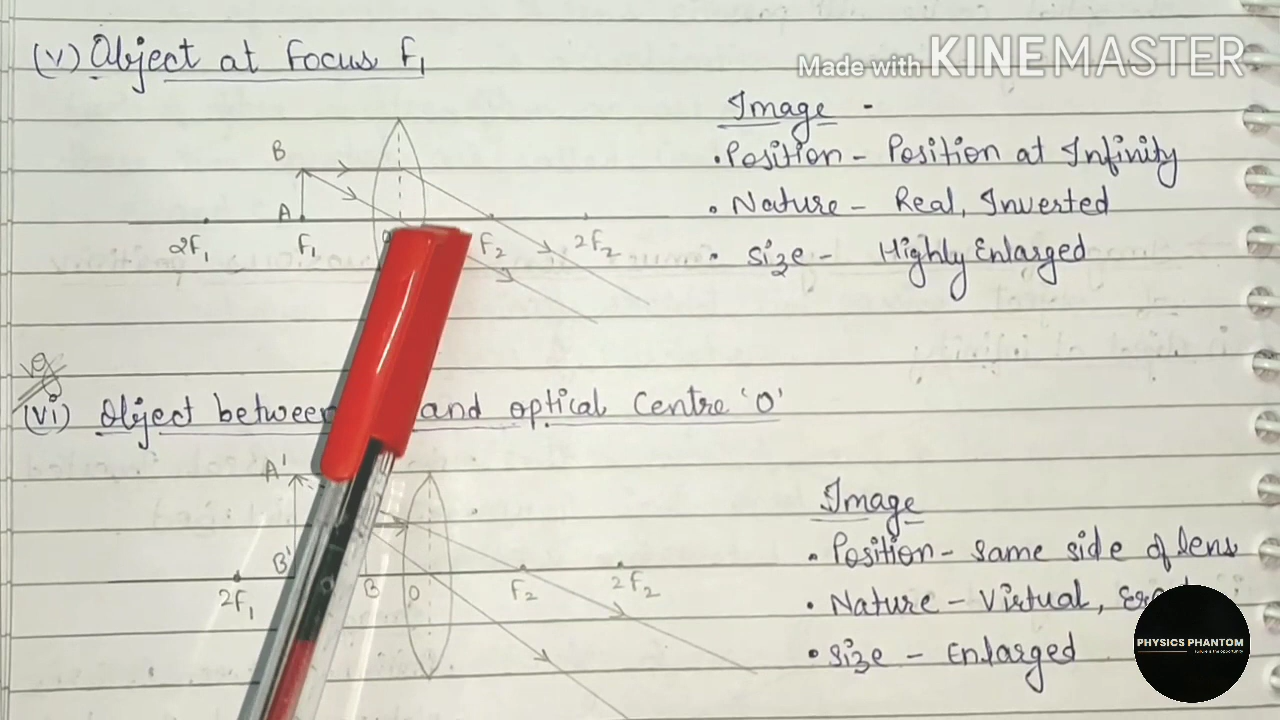 (v) Object at Focus F1
Made with KINEMASTER
Image -
• Position - Position at Infinity
• Nature - Real, Inverted
• Size - Highly Enlarged
B
A
2F1 F1 F2 2F2
(vi) Object between and optical Centre 'O'
A'
B' B O
2F1 F2 2F2
Image
• Position - same side of lens
• Nature - Virtual,
• Size - Enlarged
PHYSICS PHANTOM